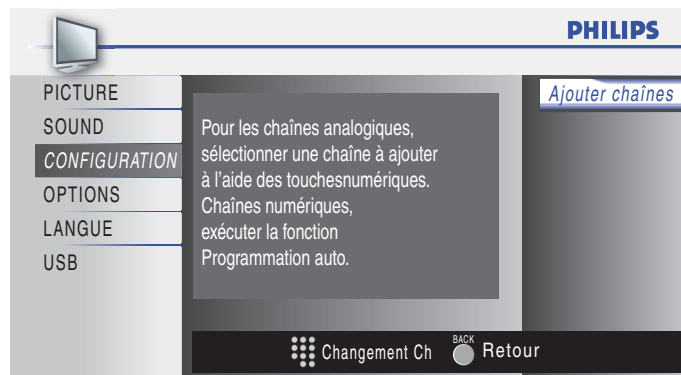 PHILIPS
PICTURE
SOUND
CONFIGURATION
OPTIONS
LANGUE
USB
Pour les chaînes analogiques,
sélectionner une chaîne à ajouter
à l'aide des touchesnumériques.
Chaînes numériques,
exécuter la fonction
Programmation auto.
Ajouter chaînes
Changement Ch BACK Retour